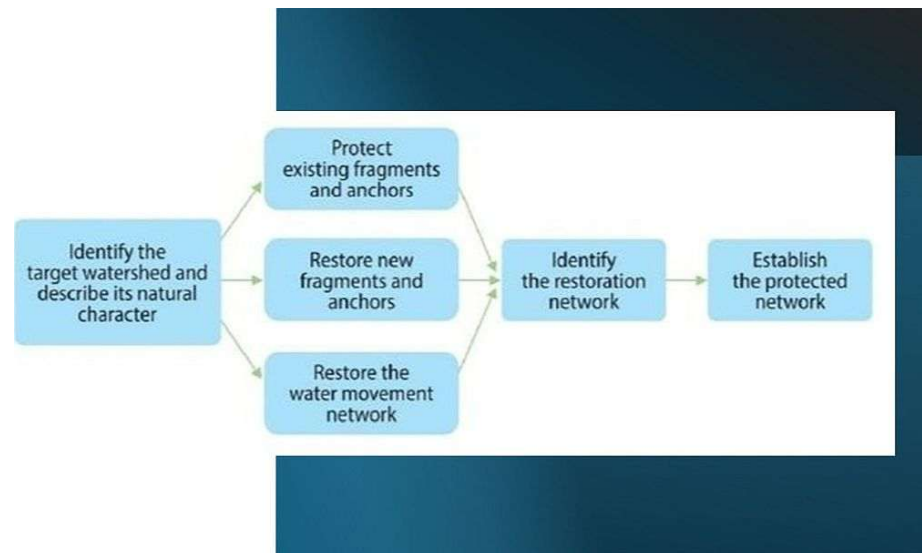 Identify the
target watershed and
describe its natural
character
Protect
existing fragments
and anchors
Restore new
fragments and
anchors
Restore the
water movement
network
Identify
the restoration
network
Establish
the protected
network